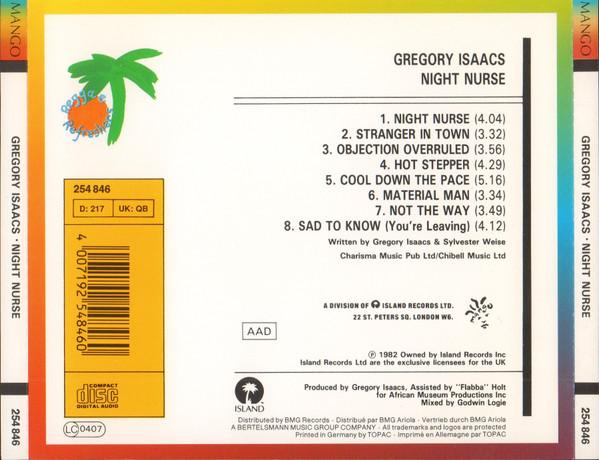 MANGO
GREGORY ISAACS · NIGHT NURSE
254 846
Reggae
Refreshers
254 846
D: 217
UK: QB
4 007192 548460
COMPACT
disc
DIGITAL AUDIO
LC 0407
GREGORY ISAACS
NIGHT NURSE
1. NIGHT NURSE (4.04)
2. STRANGER IN TOWN (3.32)
3. OBJECTION OVERRULED (3.56)
4. HOT STEPPER (4.29)
5. COOL DOWN THE PACE (5.16)
6. MATERIAL MAN (3.34)
7. NOT THE WAY (3.49)
8. SAD TO KNOW (You're Leaving) (4.12)
Written by Gregory Isaacs & Sylvester Weise
Charisma Music Pub Ltd/Chibell Music Ltd
A DIVISION OF ISLAND RECORDS LTD.
22 ST. PETERS SQ. LONDON W6.
AAD
℗ 1982 Owned by Island Records Inc
Island Records Ltd are the exclusive licensees for the UK
ISLAND
Produced by Gregory Isaacs, Assisted by "Flabba" Holt
for African Museum Productions Inc
Mixed by Godwin Logie
Distributed by BMG Records - Distribué par BMG Ariola - Vertrieb durch BMG Ariola
A BERTELSMANN MUSIC GROUP COMPANY - All trademarks and logos are protected
Printed in Germany by TOPAC - Imprimé en Allemagne par TOPAC
MANGO
GREGORY ISAACS · NIGHT NURSE
254 846